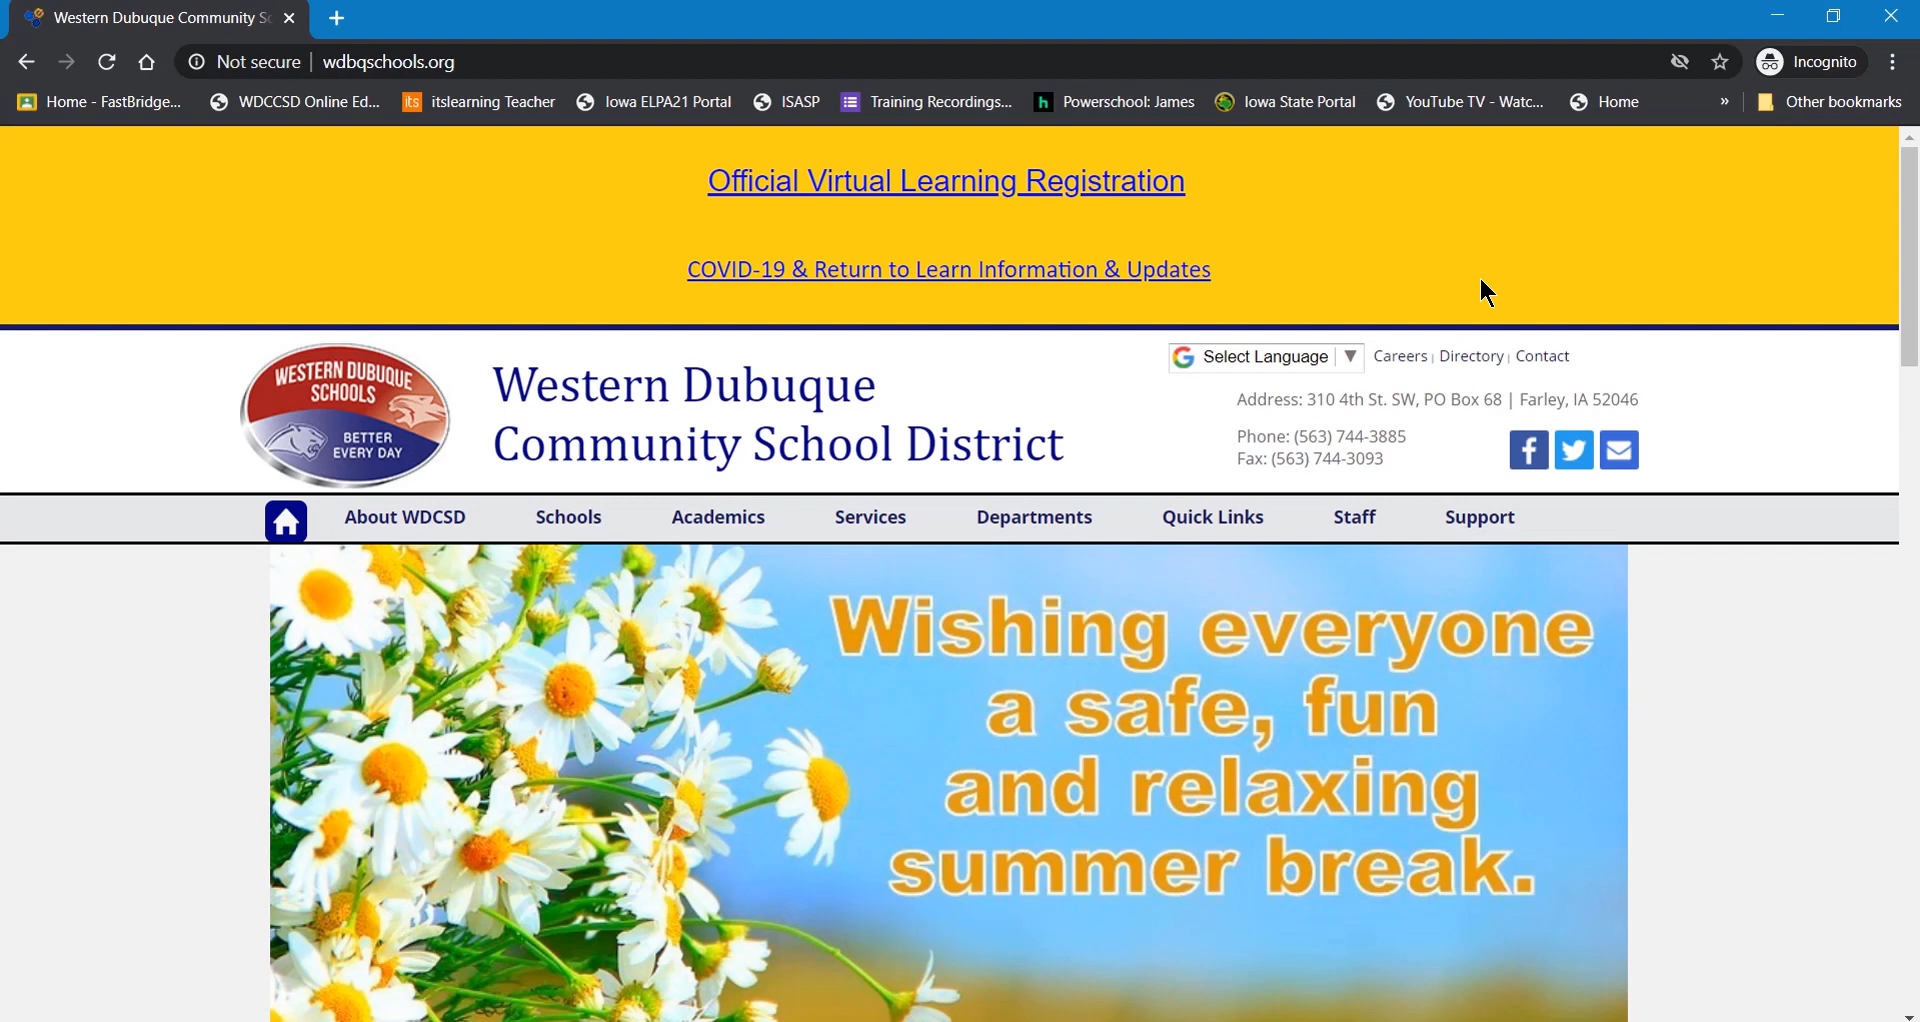 Western Dubuque Community S
Not secure | wdbqschools.org
Incognito
Home - FastBridge...
WDCCSD Online Ed...
its
itslearning Teacher
Iowa ELPA21 Portal
ISASP
Training Recordings...
h
Powerschool: James
Iowa State Portal
YouTube TV - Watc...
Home
»
Other bookmarks
Official Virtual Learning Registration
COVID-19 & Return to Learn Information & Updates
WESTERN DUBUQUE
SCHOOLS
BETTER
EVERY DAY
Western Dubuque
Community School District
Select Language
Careers | Directory | Contact
Address: 310 4th St. SW, PO Box 68 | Farley, IA 52046
Phone: (563) 744-3885
Fax: (563) 744-3093
About WDCSD
Schools
Academics
Services
Departments
Quick Links
Staff
Support
Wishing everyone
a safe, fun
and relaxing
summer break.